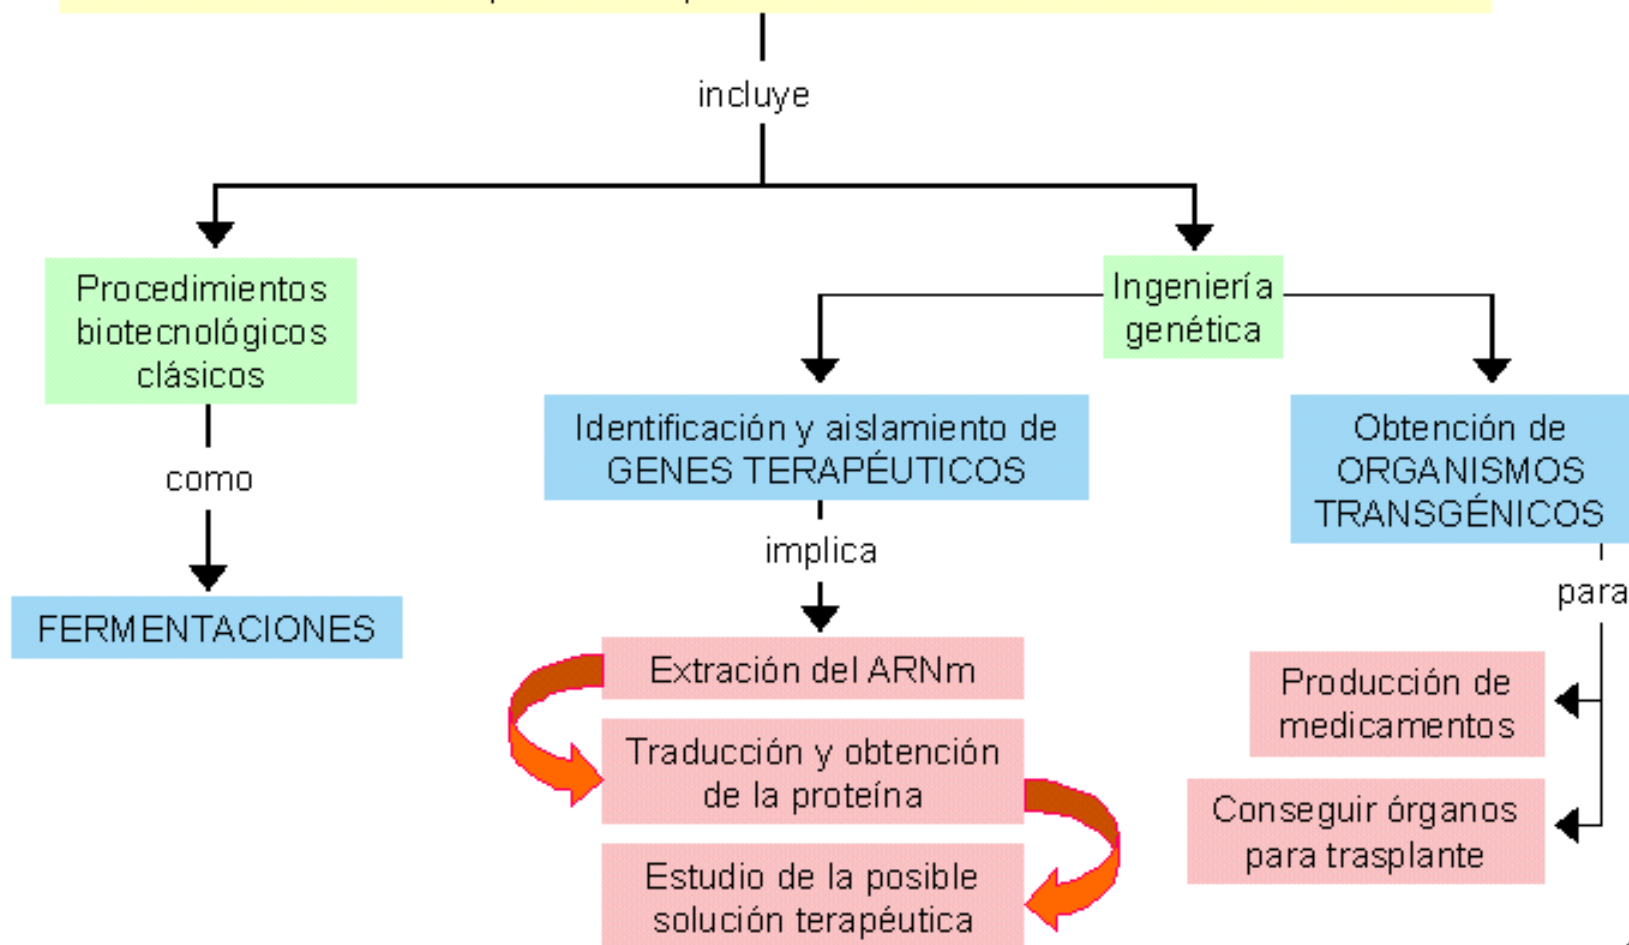 incluye
Procedimientos
biotecnológicos
clásicos
Ingeniería
genética
como
FERMENTACIONES
Identificación y aislamiento de
GENES TERAPÉUTICOS
implica
Extración del ARNm
Traducción y obtención
de la proteína
Estudio de la posible
solución terapéutica
Obtención de
ORGANISMOS
TRANSGÉNICOS
para
Producción de
medicamentos
Conseguir órganos
para trasplante